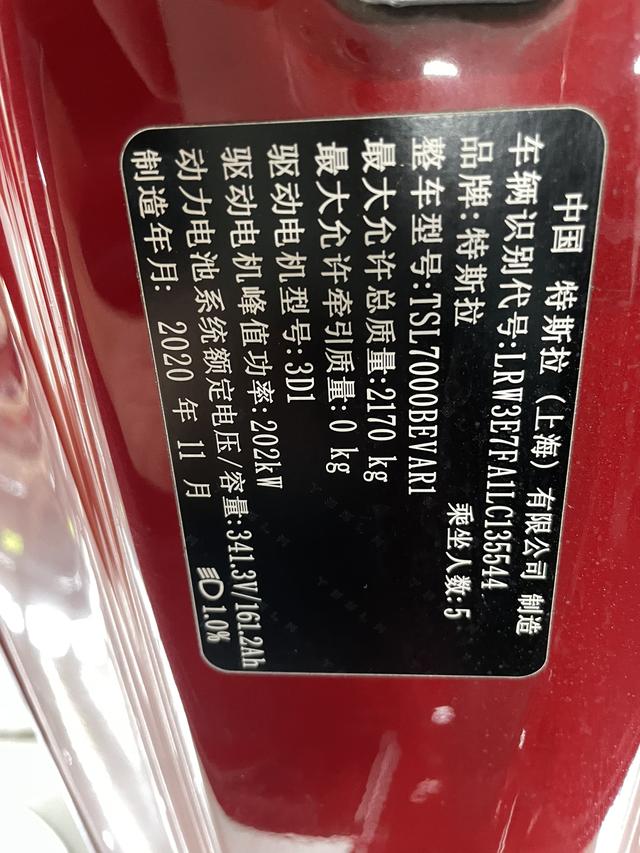 中国 特斯拉（上海）有限公司 制造
车辆识别代号:LRW3E7FA1LC135544
品牌:特斯拉 乘坐人数:5
整车型号:TSL7000BEVAR1
最大允许总质量:2170 kg
最大允许牵引质量:0 kg
驱动电机型号:3D1
驱动电机峰值功率:202kW
动力电池系统额定电压/容量:341.3V/161.2Ah
制造年月: 2020 年 11 月 1.0%